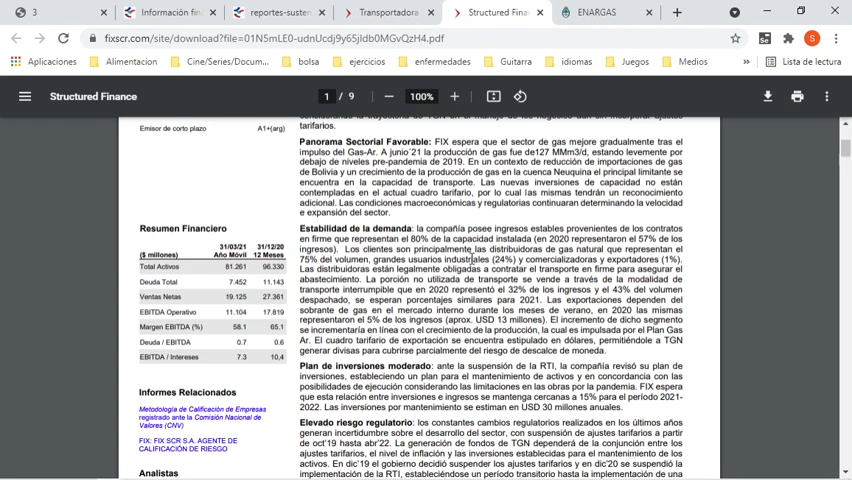 3
Información fin
reportes-susten
Transportadora
Structured Fina
ENARGAS
fixscr.com/site/download?file=01N5mLE0-udnUcdj9y65jIdb0MGvQzH4.pdf
S
Aplicaciones
Alimentacion
Cine/Series/Docum...
bolsa
ejercicios
enfermedades
Guitarra
idiomas
Juegos
Medios
Lista de lectura
Structured Finance
1 / 9
100%
tarifarios.
Emisor de corto plazo A1+(arg)
Panorama Sectorial Favorable: FIX espera que el sector de gas mejore gradualmente tras el
impulso del Gas-Ar. A junio'21 la producción de gas fue de127 MMm3/d, estando levemente por
debajo de niveles pre-pandemia de 2019. En un contexto de reducción de importaciones de gas
de Bolivia y un crecimiento de la producción de gas en la cuenca Neuquina el principal limitante se
encuentra en la capacidad de transporte. Las nuevas inversiones de capacidad no están
contempladas en el actual cuadro tarifario, por lo cual las mismas tendrán un reconocimiento
adicional. Las condiciones macroeconómicas y regulatorias continuaran determinando la velocidad
e expansión del sector.
Estabilidad de la demanda: la compañía posee ingresos estables provenientes de los contratos
en firme que representan el 80% de la capacidad instalada (en 2020 representaron el 57% de los
ingresos). Los clientes son principalmente las distribuidoras de gas natural que representan el
75% del volumen, grandes usuarios industriales (24%) y comercializadoras y exportadores (1%).
Las distribuidoras están legalmente obligadas a contratar el transporte en firme para asegurar el
abastecimiento. La porción no utilizada de transporte se vende a través de la modalidad de
transporte interrumpible que en 2020 representó el 32% de los ingresos y el 43% del volumen
despachado, se esperan porcentajes similares para 2021. Las exportaciones dependen del
sobrante de gas en el mercado interno durante los meses de verano, en 2020 las mismas
representaron el 5% de los ingresos (aprox. USD 13 millones). El incremento de dicho segmento
se incrementaría en línea con el crecimiento de la producción, la cual es impulsada por el Plan Gas
Ar. El cuadro tarifario de exportación se encuentra estipulado en dólares, permitiéndole a TGN
generar divisas para cubrirse parcialmente del riesgo de descalce de moneda.
Plan de inversiones moderado: ante la suspensión de la RTI, la compañía revisó su plan de
inversiones, estableciendo un plan para el mantenimiento de activos y en concordancia con las
posibilidades de ejecución considerando las limitaciones en las obras por la pandemia. FIX espera
que esta relación entre inversiones e ingresos se mantenga cercanas a 15% para el período 2021-
2022. Las inversiones por mantenimiento se estiman en USD 30 millones anuales.
Elevado riesgo regulatorio: los constantes cambios regulatorios realizados en los últimos años
generan incertidumbre sobre el desarrollo del sector, con suspensión de ajustes tarifarios a partir
de oct'19 hasta abr'22. La generación de fondos de TGN dependerá de la conjunción entre los
ajustes tarifarios, el nivel de inflación y las inversiones establecidas para el mantenimiento de los
activos. En dic'19 el gobierno decidió suspender los ajustes tarifarios y en dic'20 se suspendió la
implementación de la RTI, estableciéndose un período transitorio hasta la implementación de una
Resumen Financiero
31/03/21 31/12/20
($ millones) Año Móvil 12 Meses
Total Activos 81.261 96.330
Deuda Total 7.452 11.143
Ventas Netas 19.125 27.361
EBITDA Operativo 11.104 17.819
Margen EBITDA (%) 58.1 65.1
Deuda / EBITDA 0.7 0.6
EBITDA / Intereses 7.3 10,4
Informes Relacionados
Metodología de Calificación de Empresas
registrado ante la Comisión Nacional de
Valores (CNV)
FIX: FIX SCR S.A. AGENTE DE
CALIFICACIÓN DE RIESGO
Analistas